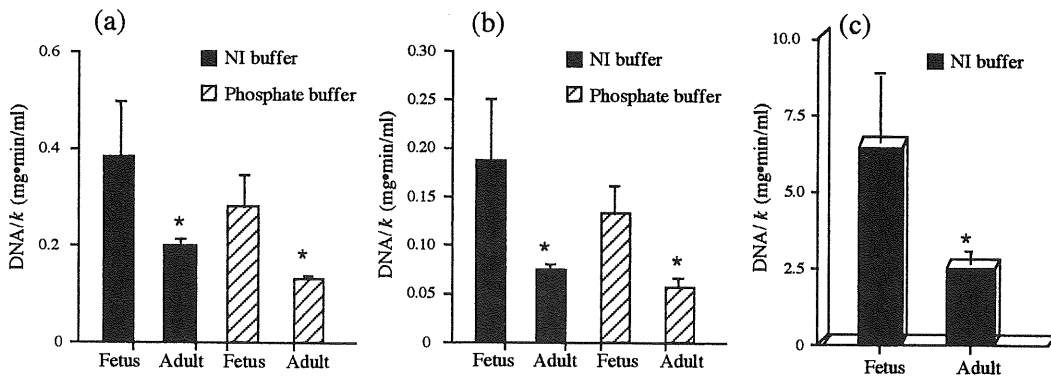 (a)
0.6
0.4
0.2
0
DNA/k (mg•min/ml)
NI buffer
Phosphate buffer
*
*
Fetus Adult Fetus Adult
(b)
0.30
0.25
0.20
0.15
0.10
0.05
0
DNA/k (mg•min/ml)
NI buffer
Phosphate buffer
*
*
Fetus Adult Fetus Adult
(c)
10.0
7.5
5.0
2.5
0
DNA/k (mg•min/ml)
NI buffer
*
Fetus Adult